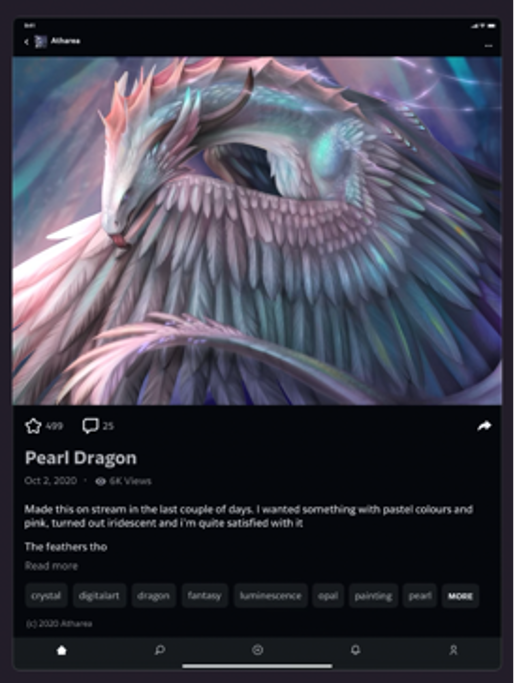 9:41
Atharea
499 25
Pearl Dragon
Oct 2, 2020 · 6K Views
Made this on stream in the last couple of days. I wanted something with pastel colours and
pink, turned out iridescent and i'm quite satisfied with it
The feathers tho
Read more
crystal digitalart dragon fantasy luminescence opal painting pearl MORE
(c) 2020 Atharea